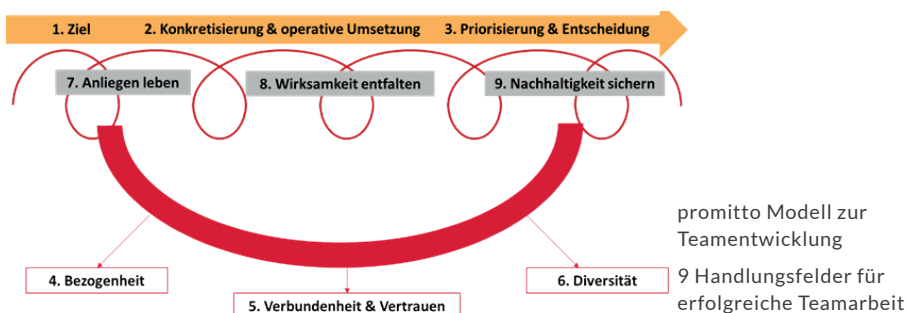 1. Ziel
2. Konkretisierung & operative Umsetzung
3. Priorisierung & Entscheidung
7. Anliegen leben
8. Wirksamkeit entfalten
9. Nachhaltigkeit sichern
4. Bezogenheit
5. Verbundenheit & Vertrauen
6. Diversität
promitto Modell zur
Teamentwicklung
9 Handlungsfelder für
erfolgreiche Teamarbeit